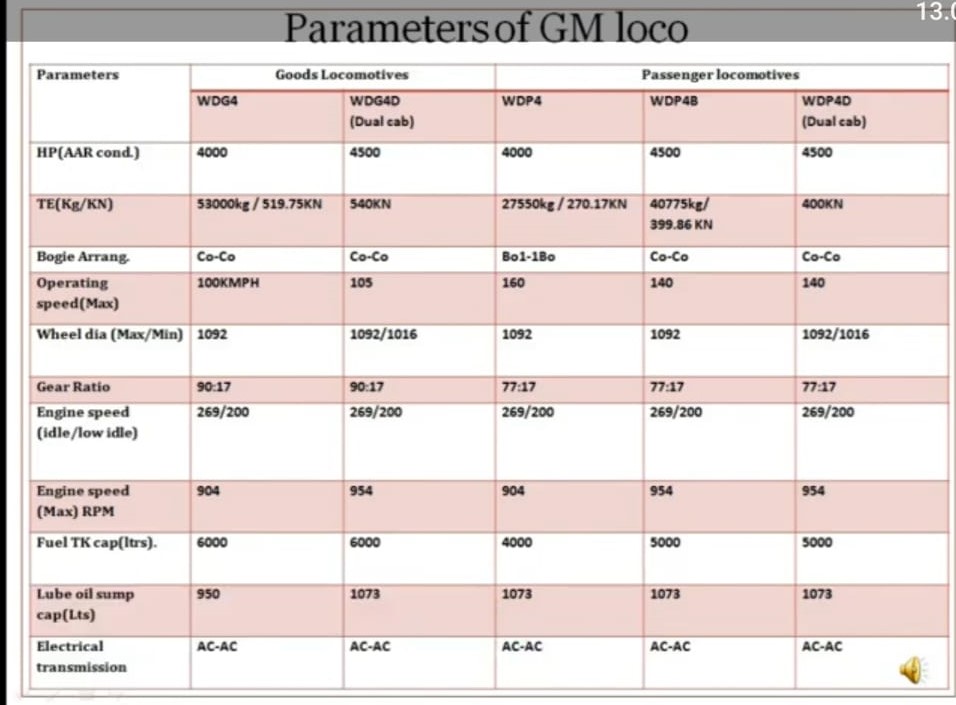 13.0
Parameters of GM loco
Parameters Goods Locomotives Passenger locomotives
WDG4 WDG4D WDP4 WDP4B WDP4D
(Dual cab) (Dual cab)
HP(AAR cond.) 4000 4500 4000 4500 4500
TE(Kg/KN) 53000kg / 519.75KN 540KN 27550kg / 270.17KN 40775kg/ 400KN
399.86 KN
Bogie Arrang. Co-Co Co-Co Bo1-1Bo Co-Co Co-Co
Operating 100KMPH 105 160 140 140
speed(Max)
Wheel dia (Max/Min) 1092 1092/1016 1092 1092 1092/1016
Gear Ratio 90:17 90:17 77:17 77:17 77:17
Engine speed 269/200 269/200 269/200 269/200 269/200
(idle/low idle)
Engine speed 904 954 904 954 954
(Max) RPM
Fuel TK cap(ltrs). 6000 6000 4000 5000 5000
Lube oil sump 950 1073 1073 1073 1073
cap(Lts)
Electrical AC-AC AC-AC AC-AC AC-AC AC-AC
transmission